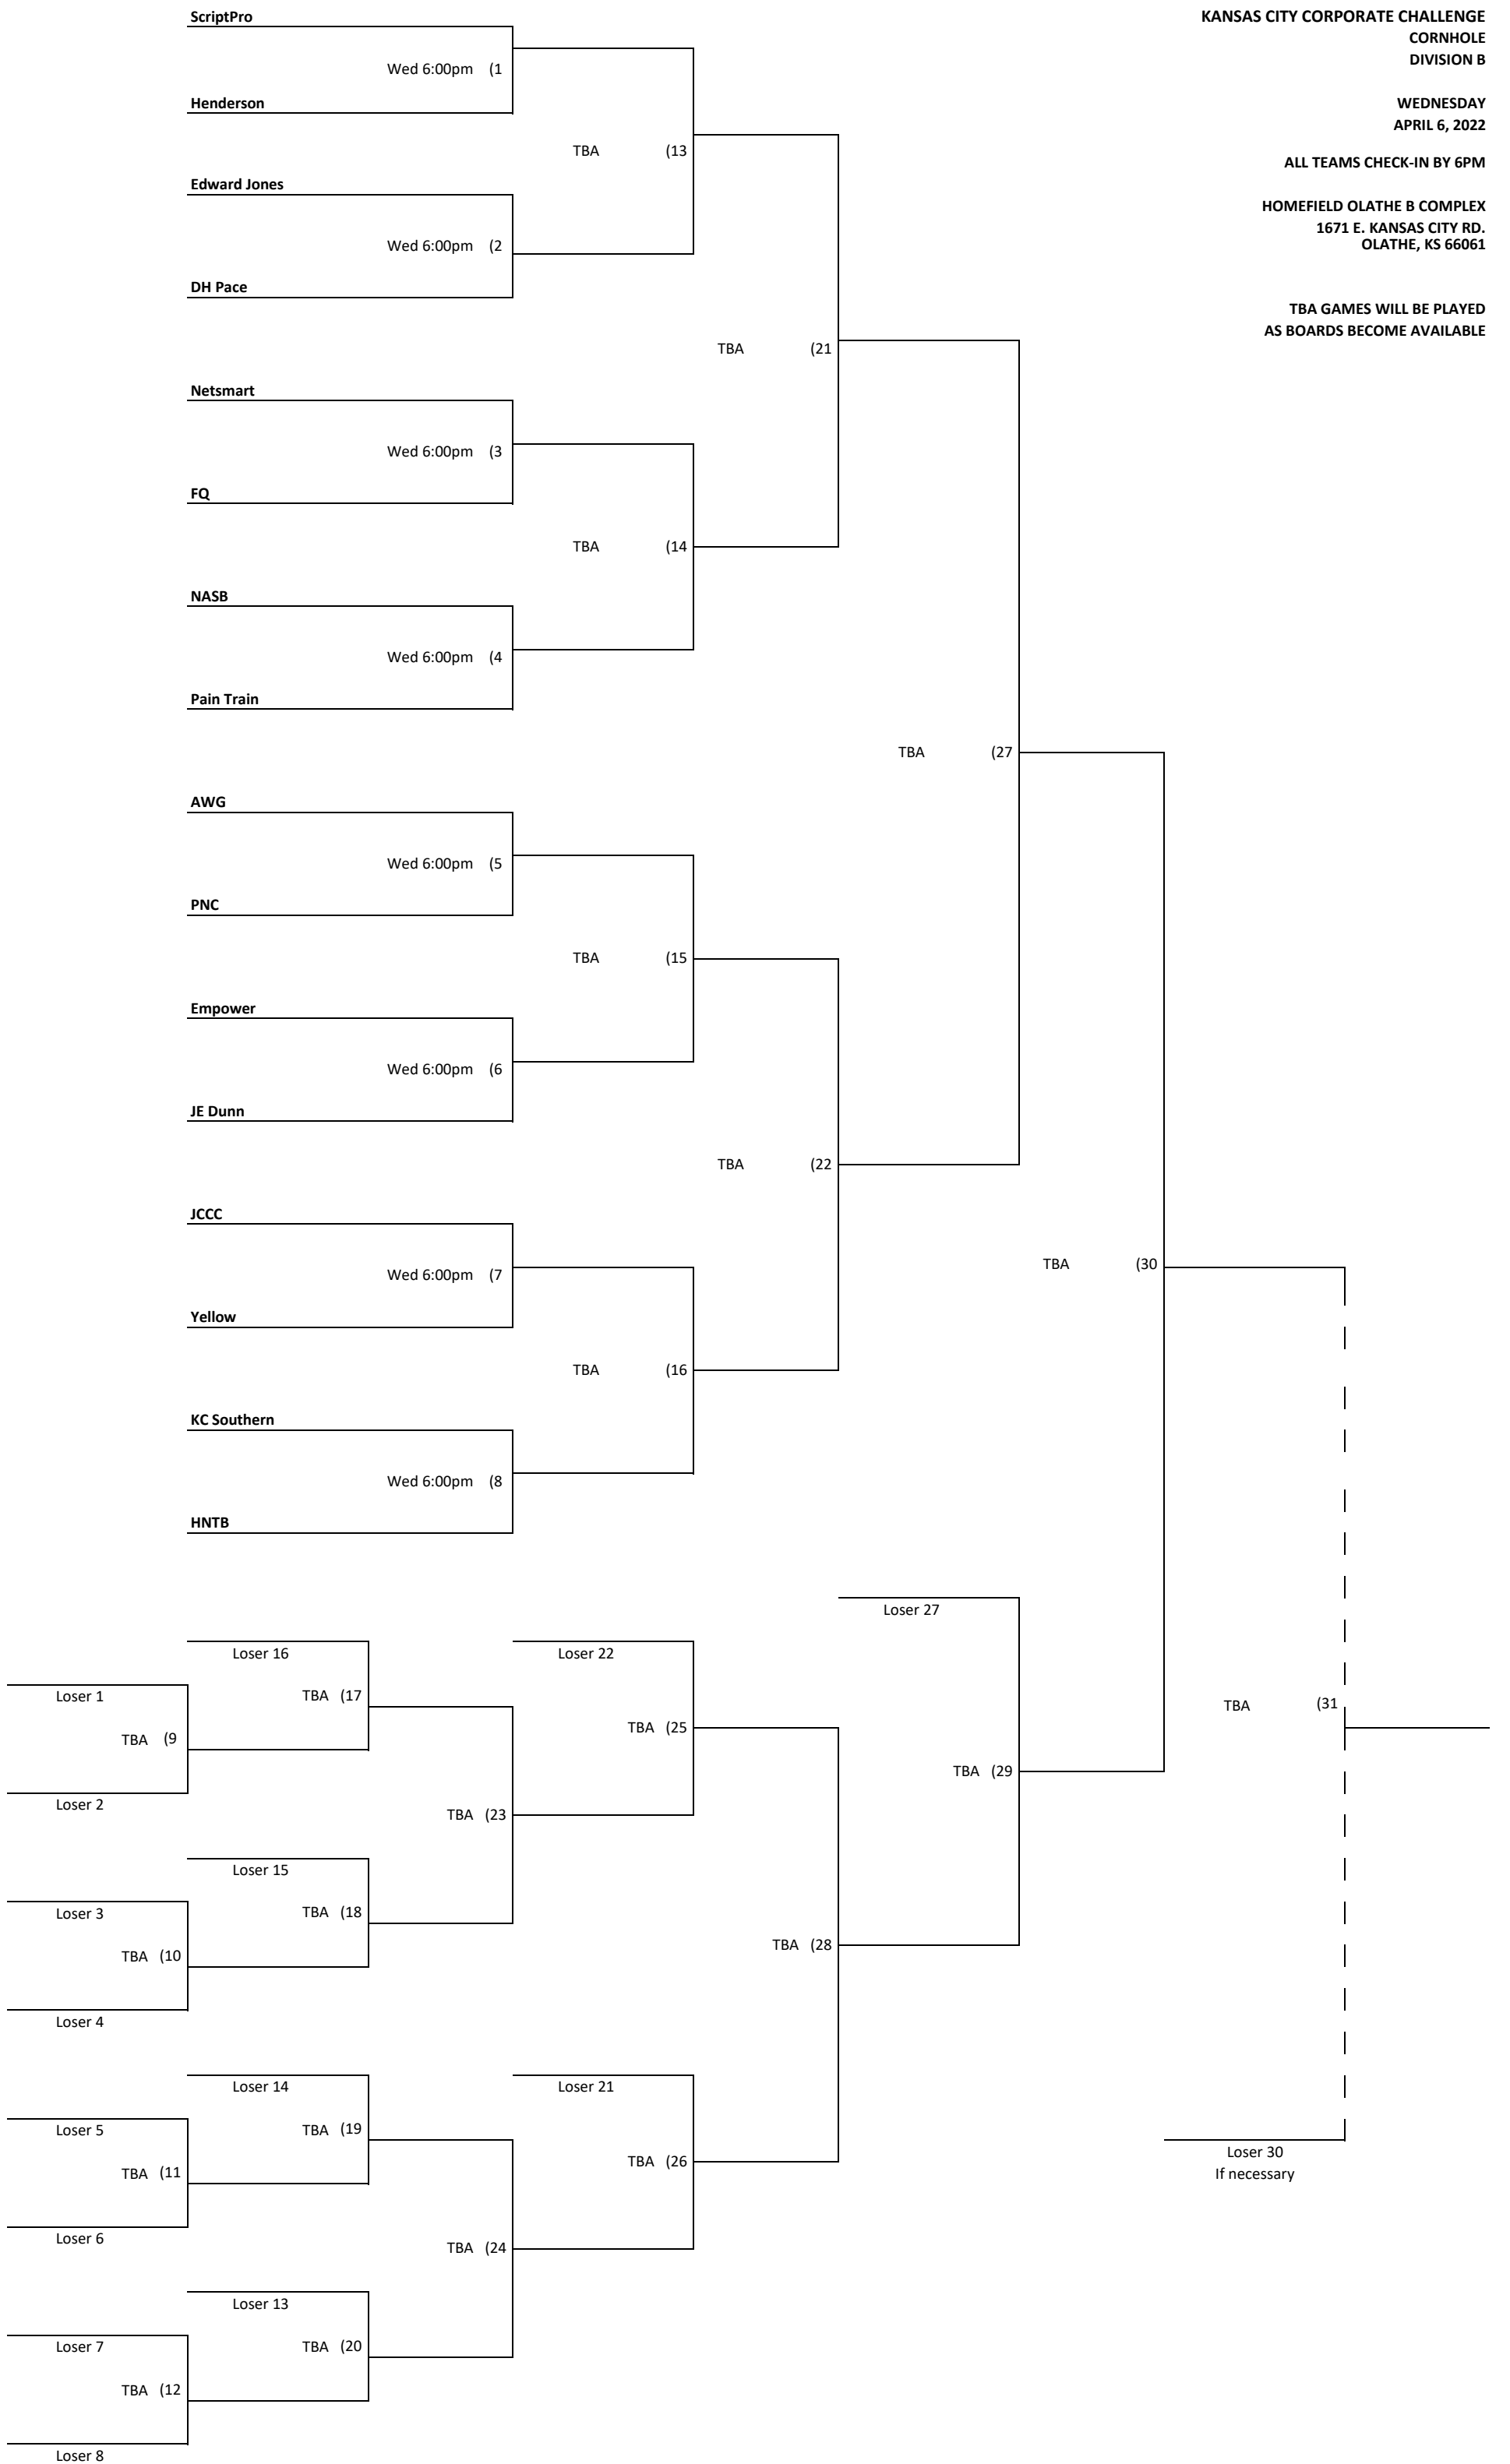 ScriptPro
KANSAS CITY CORPORATE CHALLENGE
CORNHOLE
DIVISION B
Wed 6:00pm (1
Henderson
WEDNESDAY
APRIL 6, 2022
TBA (13
ALL TEAMS CHECK-IN BY 6PM
Edward Jones
HOMEFIELD OLATHE B COMPLEX
1671 E. KANSAS CITY RD.
OLATHE, KS 66061
Wed 6:00pm (2
DH Pace
TBA GAMES WILL BE PLAYED
AS BOARDS BECOME AVAILABLE
TBA (21
Netsmart
Wed 6:00pm (3
FQ
TBA (14
NASB
Wed 6:00pm (4
Pain Train
TBA (27
AWG
Wed 6:00pm (5
PNC
TBA (15
Empower
Wed 6:00pm (6
JE Dunn
TBA (22
JCCC
Wed 6:00pm (7
TBA (30
Yellow
TBA (16
KC Southern
Wed 6:00pm (8
HNTB
Loser 27
Loser 16
Loser 22
Loser 1
TBA (17
TBA (31
TBA (9
TBA (25
TBA (29
Loser 2
TBA (23
Loser 15
Loser 3
TBA (18
TBA (10
TBA (28
Loser 4
Loser 14
Loser 21
Loser 5
TBA (19
Loser 30
TBA (11
TBA (26
If necessary
Loser 6
TBA (24
Loser 13
Loser 7
TBA (20
TBA (12
Loser 8